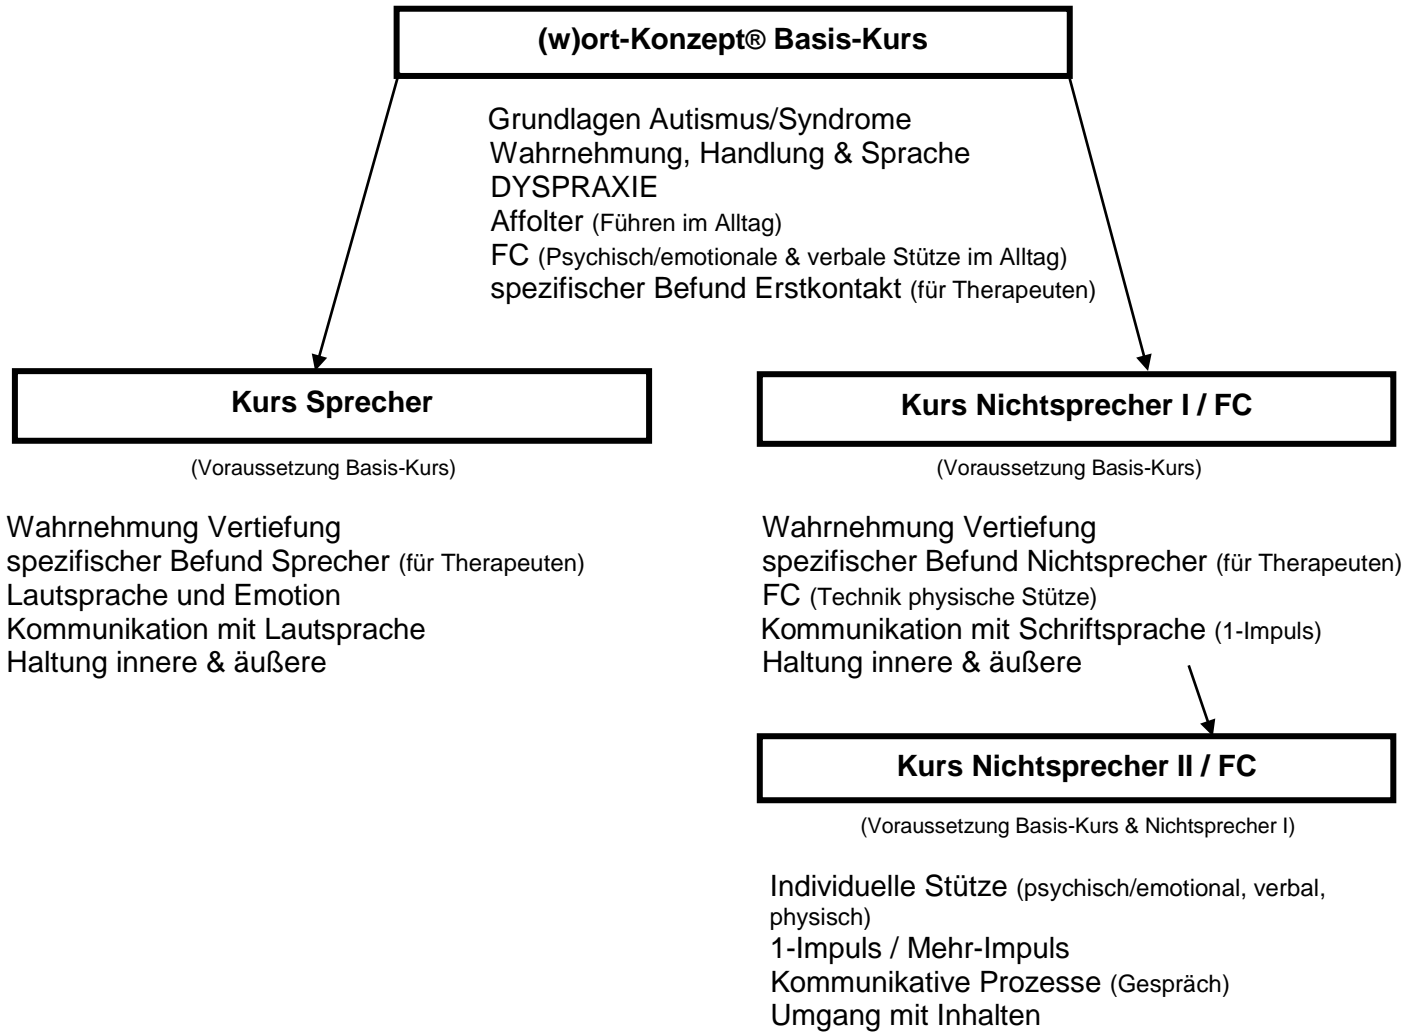 (w)ort-Konzept® Basis-Kurs
Grundlagen Autismus/Syndrome
Wahrnehmung, Handlung & Sprache
DYSPRAXIE
Affolter (Führen im Alltag)
FC (Psychisch/emotionale & verbale Stütze im Alltag)
spezifischer Befund Erstkontakt (für Therapeuten)
Kurs Sprecher
(Voraussetzung Basis-Kurs)
Wahrnehmung Vertiefung
spezifischer Befund Sprecher (für Therapeuten)
Lautsprache und Emotion
Kommunikation mit Lautsprache
Haltung innere & äußere
Kurs Nichtsprecher I / FC
(Voraussetzung Basis-Kurs)
Wahrnehmung Vertiefung
spezifischer Befund Nichtsprecher (für Therapeuten)
FC (Technik physische Stütze)
Kommunikation mit Schriftsprache (1-Impuls)
Haltung innere & äußere
Kurs Nichtsprecher II / FC
(Voraussetzung Basis-Kurs & Nichtsprecher I)
Individuelle Stütze (psychisch/emotional, verbal,
physisch)
1-Impuls / Mehr-Impuls
Kommunikative Prozesse (Gespräch)
Umgang mit Inhalten